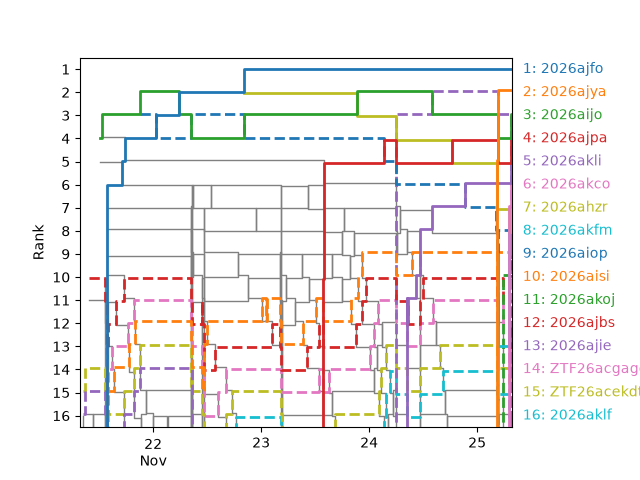 1
2
3
4
5
6
7
8
9
10
11
12
13
14
15
16
Rank
22
23
24
25
Nov
1: 2026ajfo
2: 2026ajya
3: 2026aijo
4: 2026ajpa
5: 2026akli
6: 2026akco
7: 2026ahzr
8: 2026akfm
9: 2026aiop
10: 2026aisi
11: 2026akoj
12: 2026ajbs
13: 2026ajie
14: ZTF26acgag
15: ZTF26acekdt
16: 2026aklf